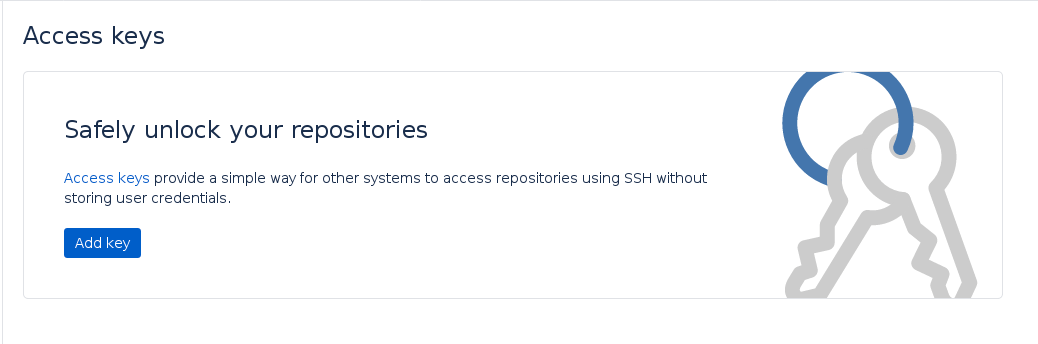 Access keys
Safely unlock your repositories
Access keys provide a simple way for other systems to access repositories using SSH without
storing user credentials.
Add key